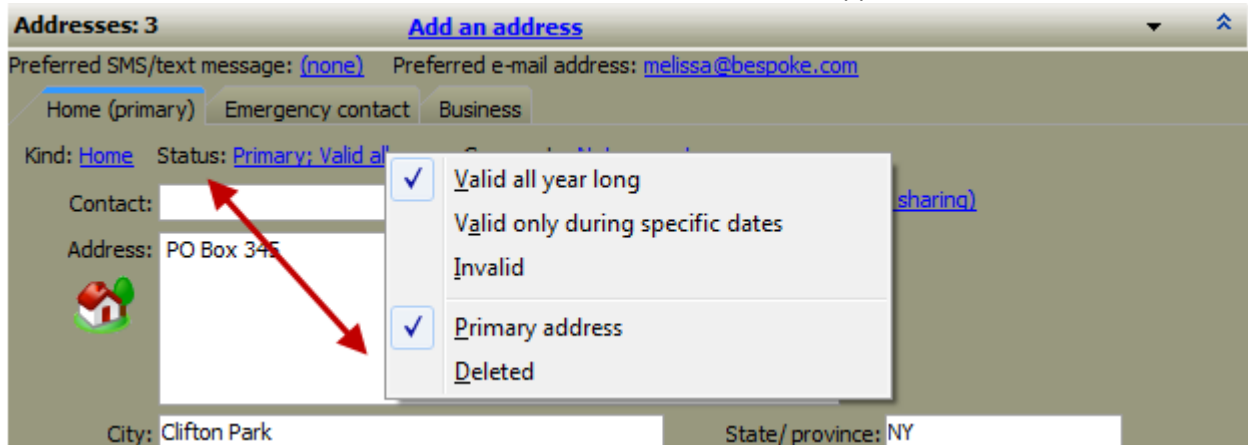 Addresses: 3 Add an address
Preferred SMS/text message: (none) Preferred e-mail address: melissa@bespoke.com
Home (primary) Emergency contact Business
Kind: Home Status: Primary; Valid all
Valid all year long
Contact: sharing)
Valid only during specific dates
Address: PO Box 345
Invalid
Primary address
Deleted
City: Clifton Park State/province: NY